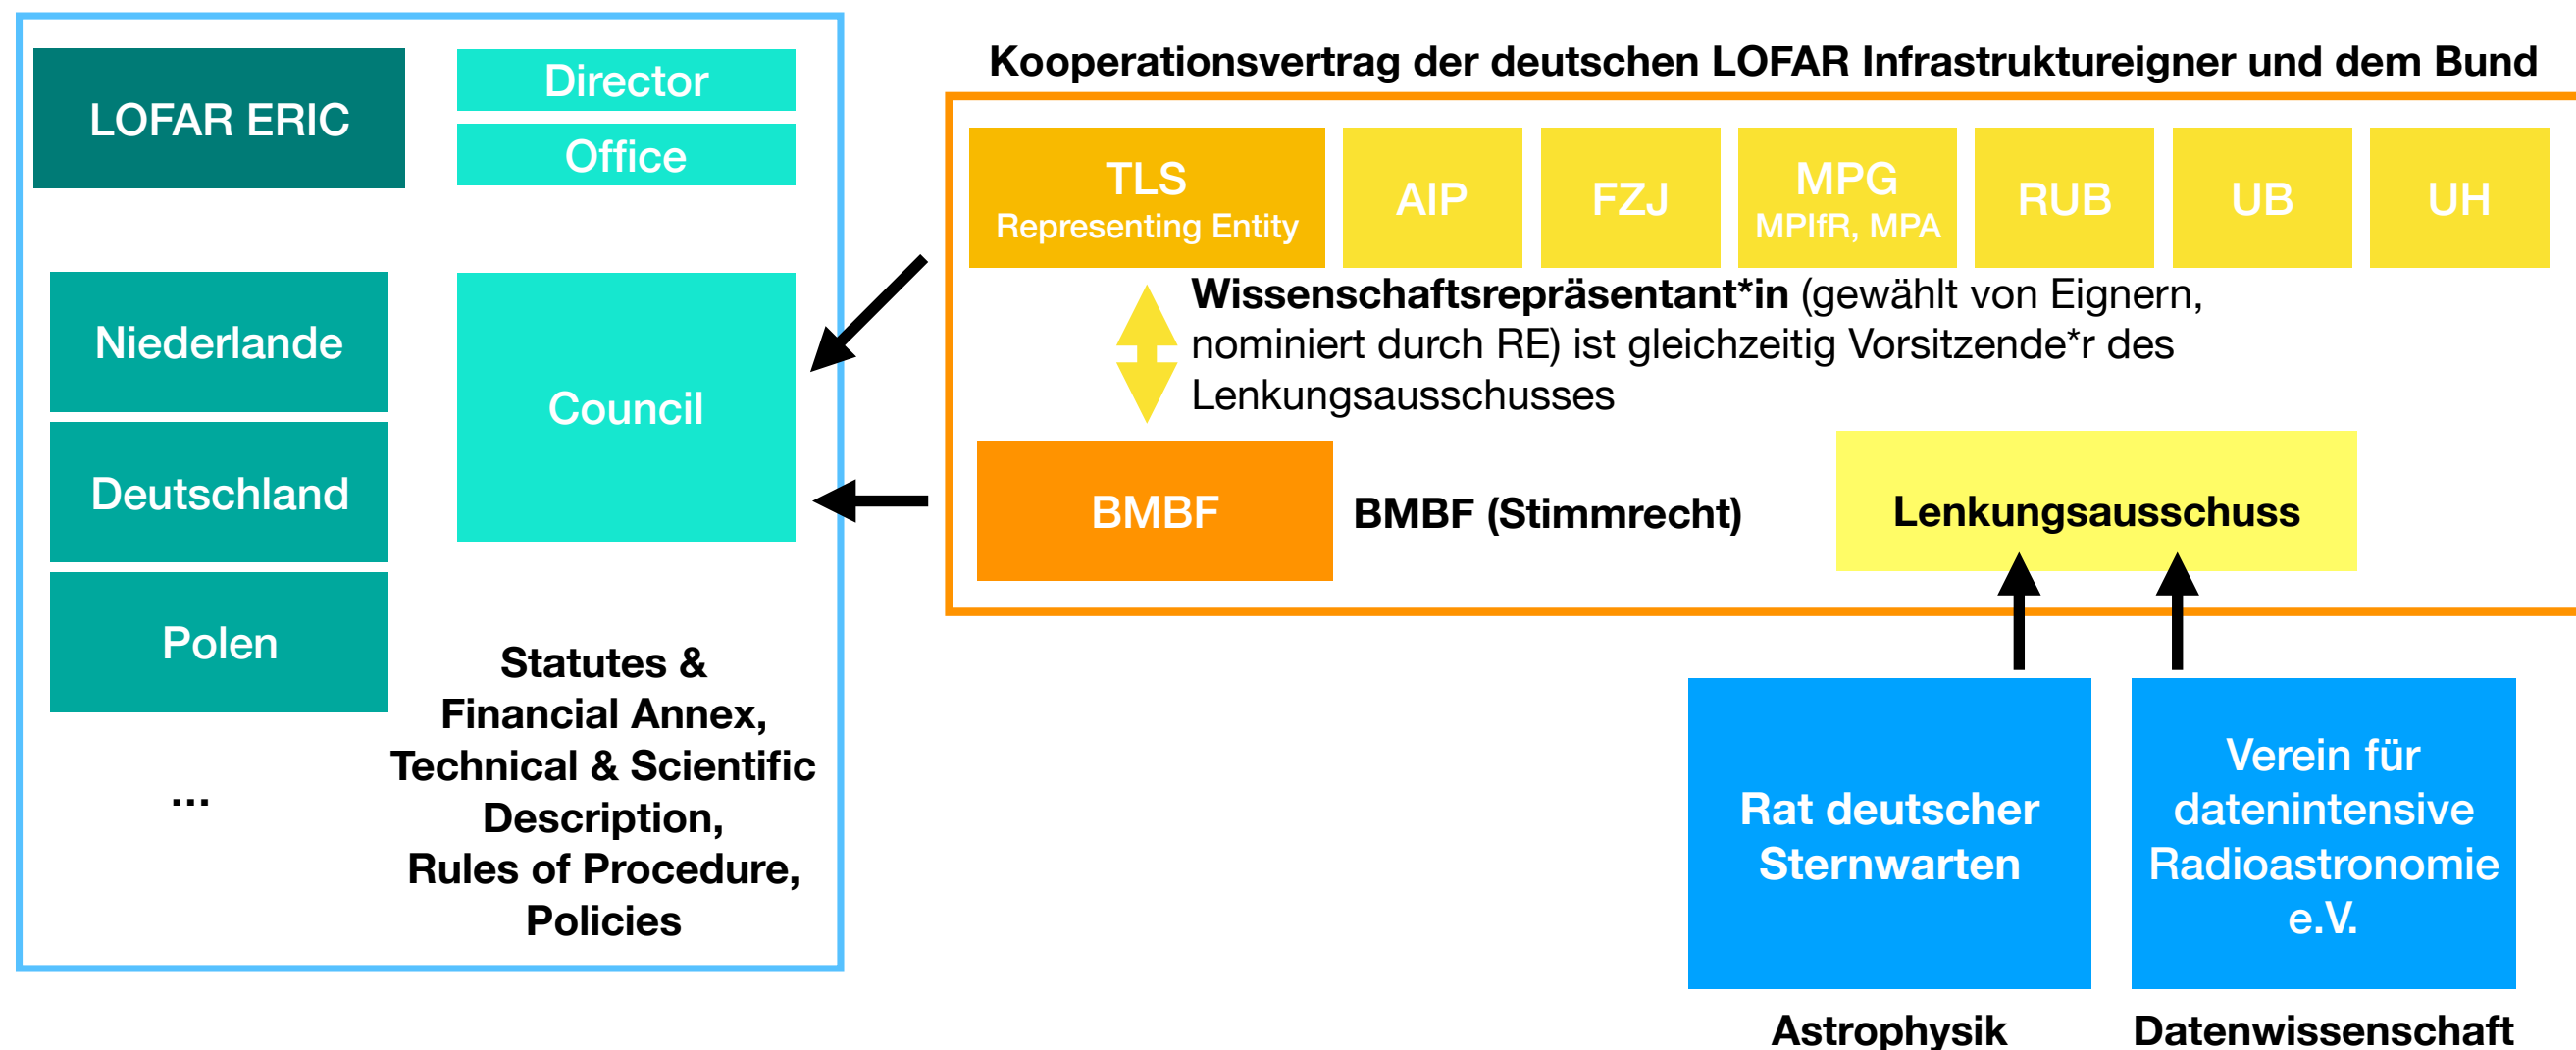 LOFAR ERIC
Director
Office
Niederlande
Deutschland
Polen
...
Council
Statutes &
Financial Annex,
Technical & Scientific
Description,
Rules of Procedure,
Policies
Kooperationsvertrag der deutschen LOFAR Infrastruktureigner und dem Bund
TLS
Representing Entity
AIP
FZJ
MPG
MPIfR, MPA
RUB
UB
UH
Wissenschaftsrepräsentant*in (gewählt von Eignern,
nominiert durch RE) ist gleichzeitig Vorsitzende*r des
Lenkungsausschusses
BMBF
BMBF (Stimmrecht)
Lenkungsausschuss
Rat deutscher
Sternwarten
Verein für
datenintensive
Radioastronomie
e.V.
Astrophysik
Datenwissenschaft